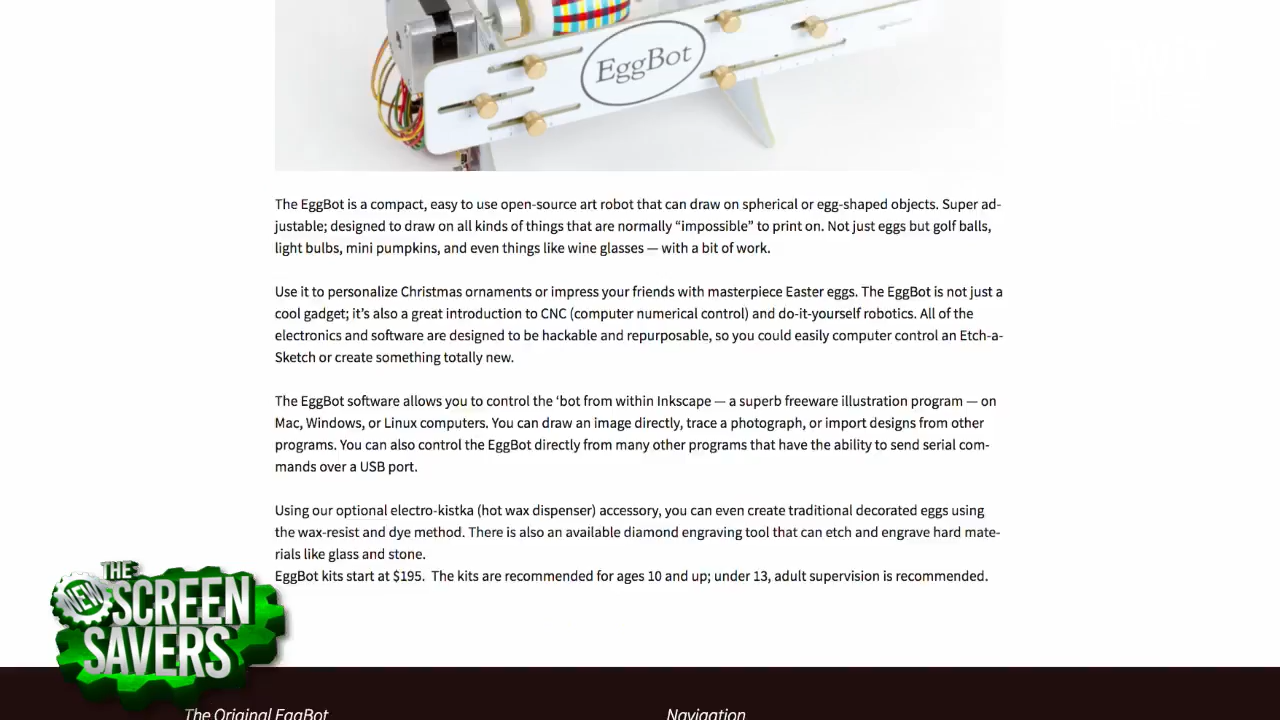 EggBot
The EggBot is a compact, easy to use open-source art robot that can draw on spherical or egg-shaped objects. Super ad-
justable; designed to draw on all kinds of things that are normally “impossible” to print on. Not just eggs but golf balls,
light bulbs, mini pumpkins, and even things like wine glasses — with a bit of work.
Use it to personalize Christmas ornaments or impress your friends with masterpiece Easter eggs. The EggBot is not just a
cool gadget; it’s also a great introduction to CNC (computer numerical control) and do-it-yourself robotics. All of the
electronics and software are designed to be hackable and repurposable, so you could easily computer control an Etch-a-
Sketch or create something totally new.
The EggBot software allows you to control the ‘bot from within Inkscape — a superb freeware illustration program — on
Mac, Windows, or Linux computers. You can draw an image directly, trace a photograph, or import designs from other
programs. You can also control the EggBot directly from many other programs that have the ability to send serial com-
mands over a USB port.
Using our optional electro-kistka (hot wax dispenser) accessory, you can even create traditional decorated eggs using
the wax-resist and dye method. There is also an available diamond engraving tool that can etch and engrave hard mate-
rials like glass and stone.
EggBot kits start at $195.  The kits are recommended for ages 10 and up; under 13, adult supervision is recommended.
THE
NEW SCREEN
SAVERS
The Original EggBot
Navigation